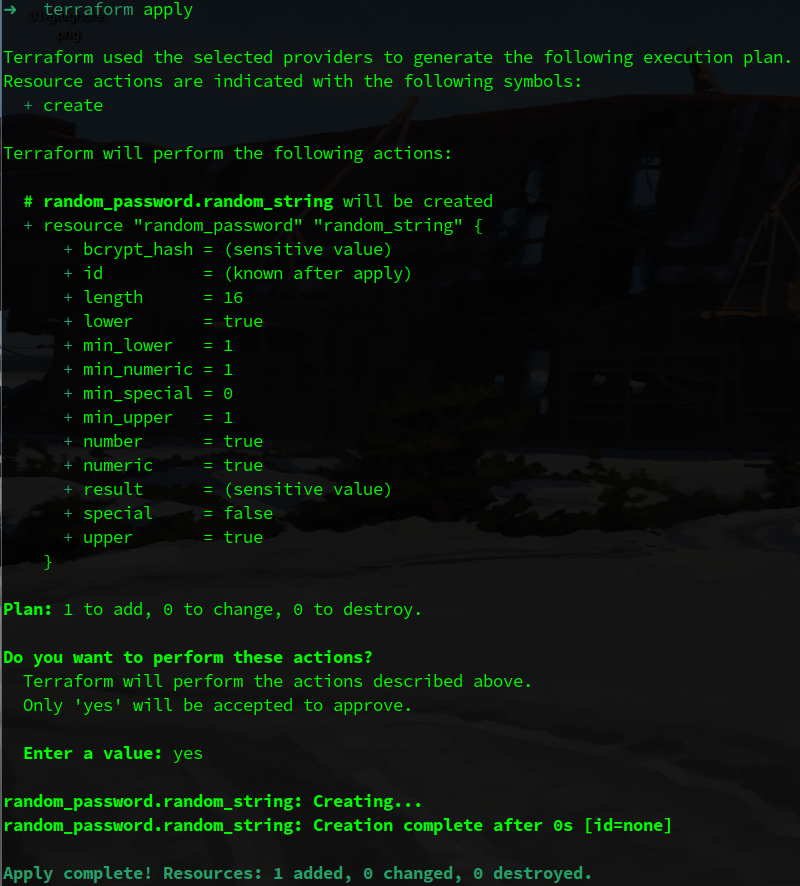 → terraform apply
Terraform used the selected providers to generate the following execution plan.
Resource actions are indicated with the following symbols:
  + create
Terraform will perform the following actions:
  # random_password.random_string will be created
  + resource "random_password" "random_string" {
      + bcrypt_hash = (sensitive value)
      + id          = (known after apply)
      + length      = 16
      + lower       = true
      + min_lower   = 1
      + min_numeric = 1
      + min_special = 0
      + min_upper   = 1
      + number      = true
      + numeric     = true
      + result      = (sensitive value)
      + special     = false
      + upper       = true
    }
Plan: 1 to add, 0 to change, 0 to destroy.
Do you want to perform these actions?
  Terraform will perform the actions described above.
  Only 'yes' will be accepted to approve.
  Enter a value: yes
random_password.random_string: Creating...
random_password.random_string: Creation complete after 0s [id=none]
Apply complete! Resources: 1 added, 0 changed, 0 destroyed.